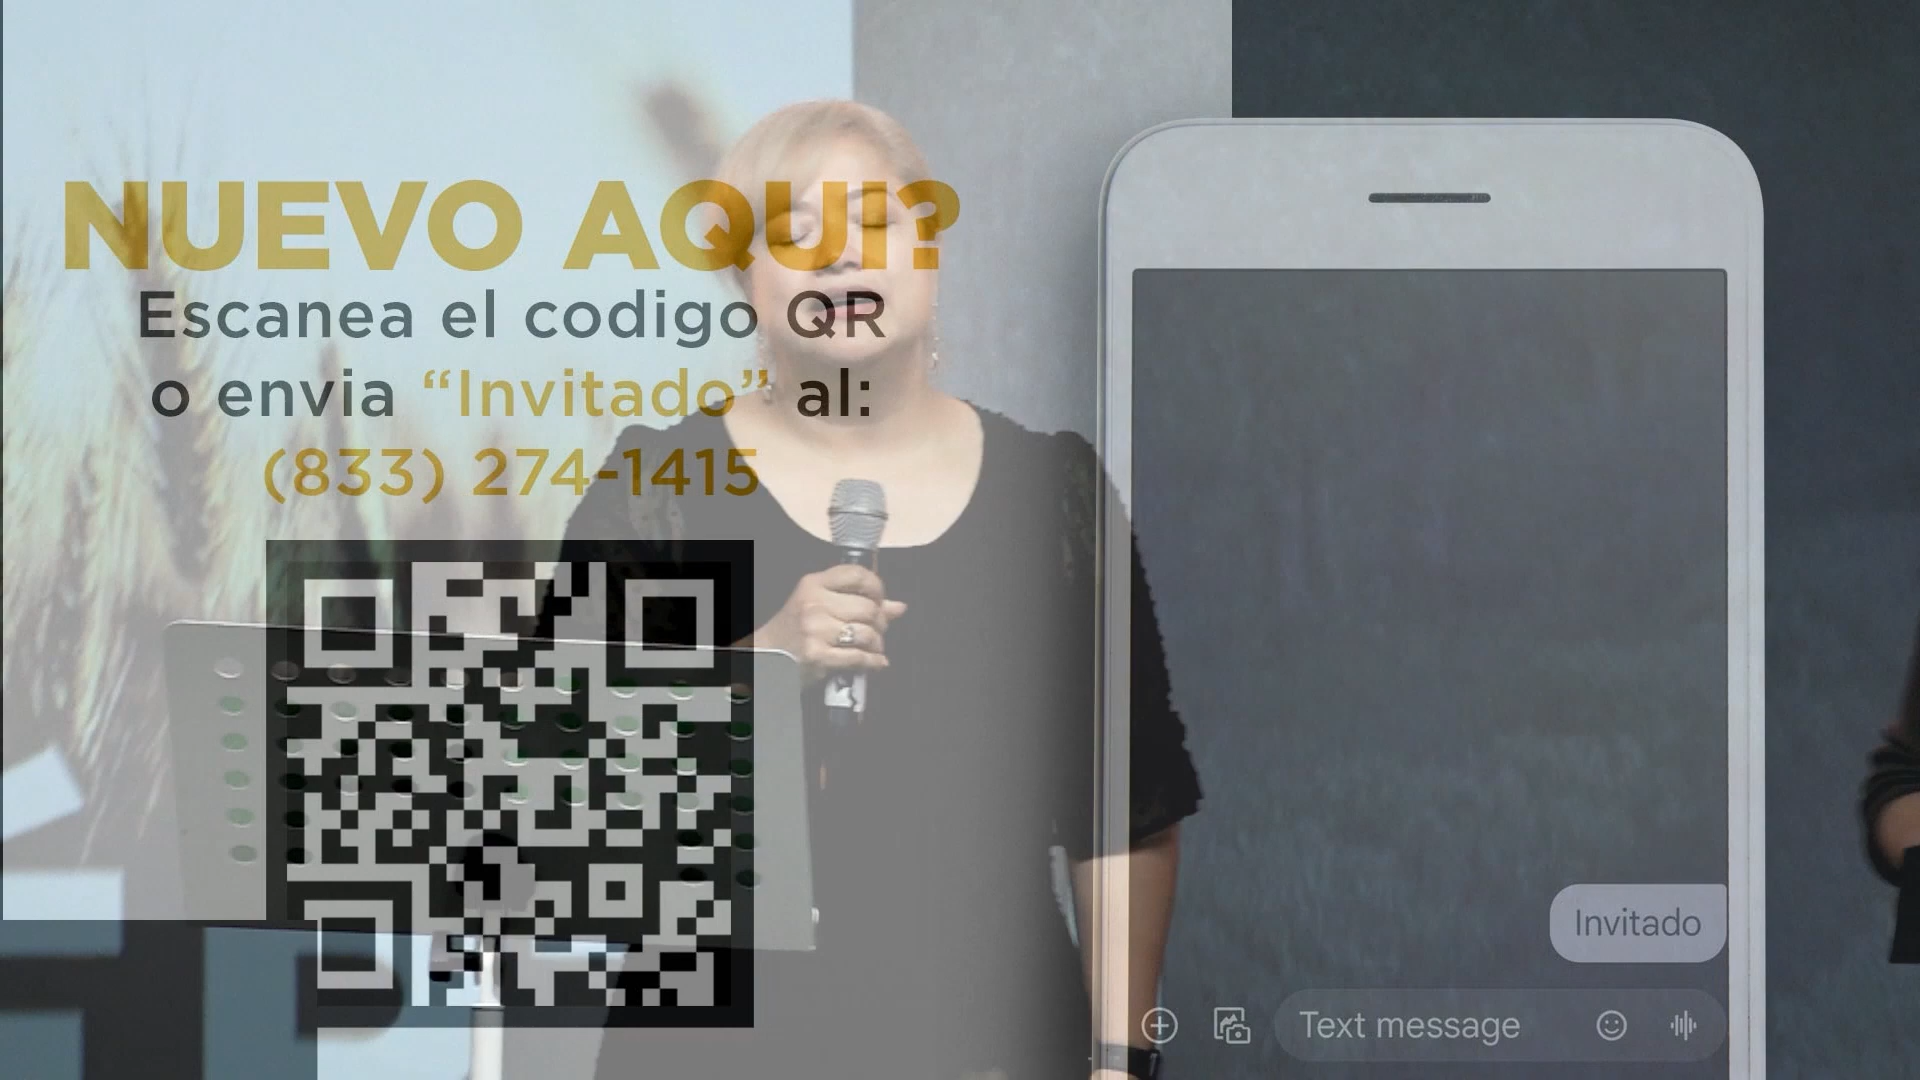 NUEVO AQUI?
Escanea el codigo QR
o envia “Invitado” al:
(833) 274-1415
Invitado
Text message